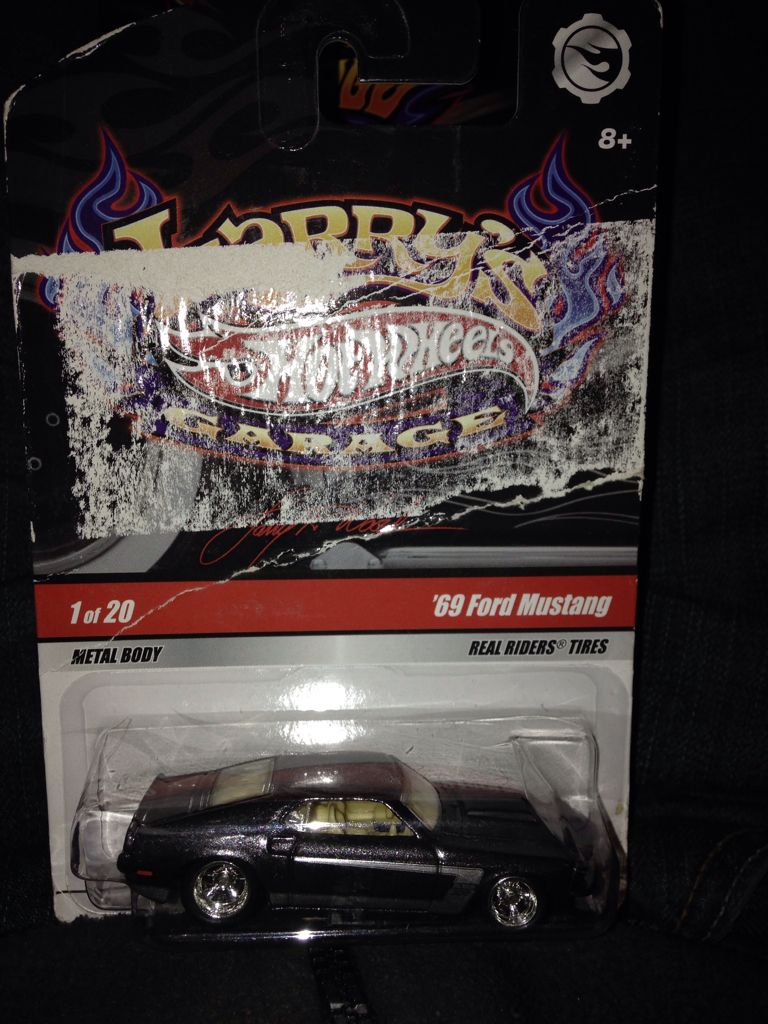 8+
Larry's
Hot Wheels
GARAGE
1 of 20
'69 Ford Mustang
METAL BODY
REAL RIDERS® TIRES